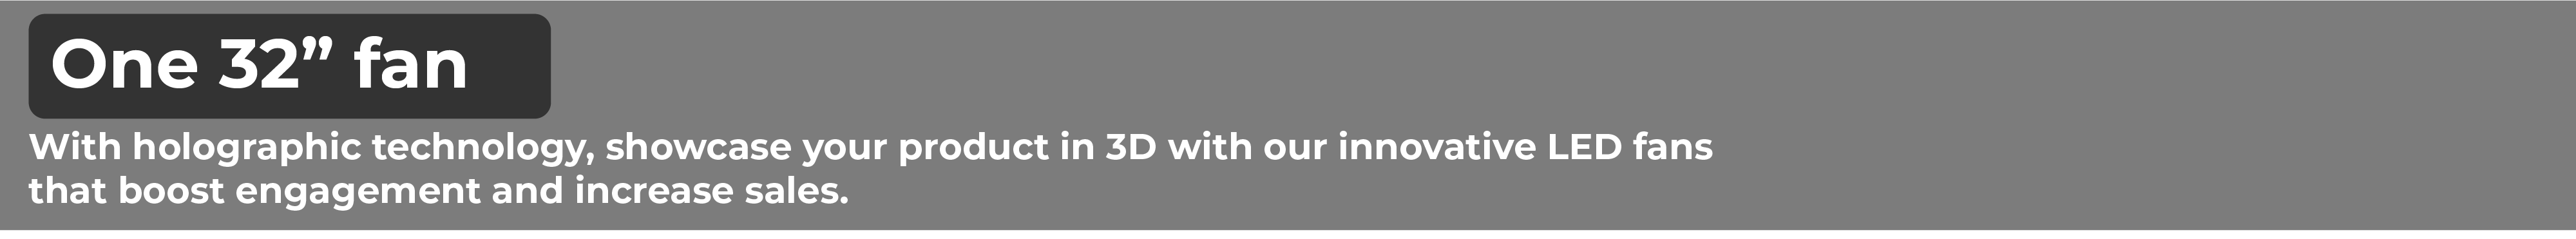 One 32” fan
With holographic technology, showcase your product in 3D with our innovative LED fans
that boost engagement and increase sales.